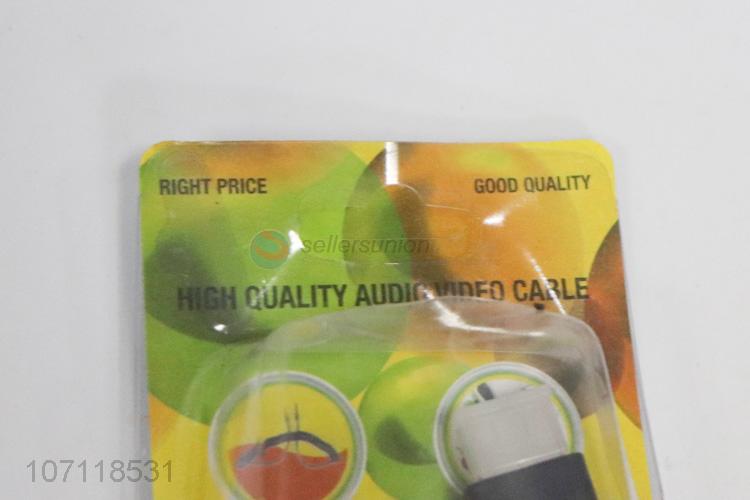 RIGHT PRICE
GOOD QUALITY
sellersunion
HIGH QUALITY AUDIO VIDEO CABLE
107118531